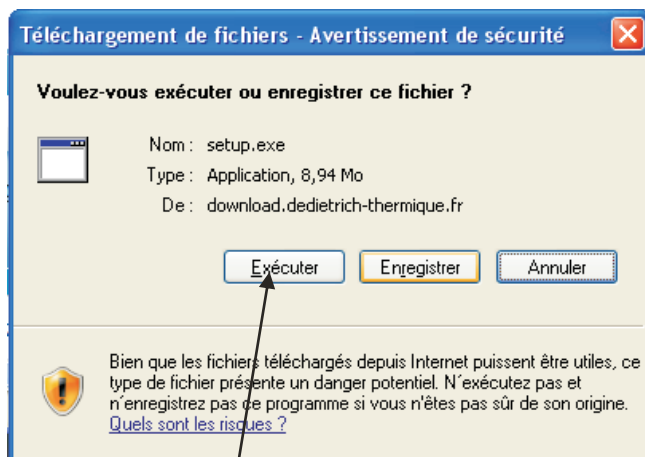 Téléchargement de fichiers - Avertissement de sécurité
Voulez-vous exécuter ou enregistrer ce fichier ?
Nom : setup.exe
Type : Application, 8,94 Mo
De : download.dedietrich-thermique.fr
Exécuter Enregistrer Annuler
Bien que les fichiers téléchargés depuis Internet puissent être utiles, ce
type de fichier présente un danger potentiel. N´exécutez pas et
n´enregistrez pas ce programme si vous n'êtes pas sûr de son origine.
Quels sont les risques ?